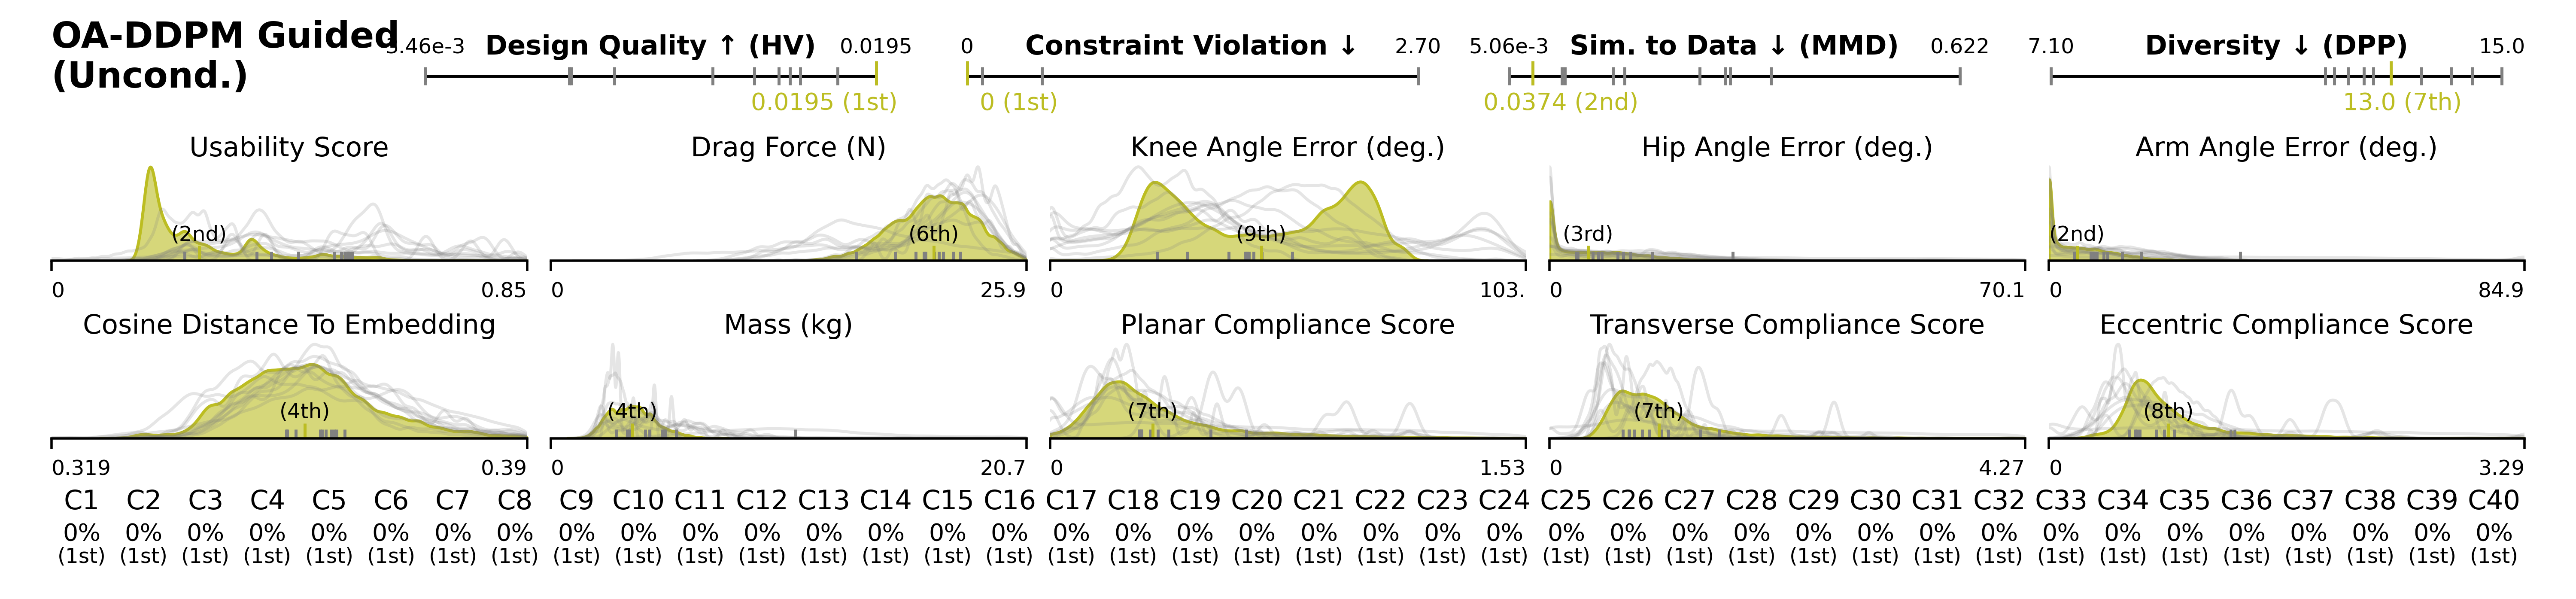 OA-DDPM Guided
(Uncond.)
3.46e-3 Design Quality ↑ (HV) 0.0195
0.0195 (1st)
0 Constraint Violation ↓ 2.70
0 (1st)
5.06e-3 Sim. to Data ↓ (MMD) 0.622
0.0374 (2nd)
7.10 Diversity ↓ (DPP) 15.0
13.0 (7th)
Usability Score
(2nd)
0 0.85
Drag Force (N)
(6th)
0 25.9
Knee Angle Error (deg.)
(9th)
0 103.
Hip Angle Error (deg.)
(3rd)
0 70.1
Arm Angle Error (deg.)
(2nd)
0 84.9
Cosine Distance To Embedding
(4th)
0.319 0.39
Mass (kg)
(4th)
0 20.7
Planar Compliance Score
(7th)
0 1.53
Transverse Compliance Score
(7th)
0 4.27
Eccentric Compliance Score
(8th)
0 3.29
C1 C2 C3 C4 C5 C6 C7 C8 C9 C10 C11 C12 C13 C14 C15 C16 C17 C18 C19 C20 C21 C22 C23 C24 C25 C26 C27 C28 C29 C30 C31 C32 C33 C34 C35 C36 C37 C38 C39 C40
0% 0% 0% 0% 0% 0% 0% 0% 0% 0% 0% 0% 0% 0% 0% 0% 0% 0% 0% 0% 0% 0% 0% 0% 0% 0% 0% 0% 0% 0% 0% 0% 0% 0% 0% 0% 0% 0% 0% 0%
(1st) (1st) (1st) (1st) (1st) (1st) (1st) (1st) (1st) (1st) (1st) (1st) (1st) (1st) (1st) (1st) (1st) (1st) (1st) (1st) (1st) (1st) (1st) (1st) (1st) (1st) (1st) (1st) (1st) (1st) (1st) (1st) (1st) (1st) (1st) (1st) (1st) (1st) (1st) (1st)